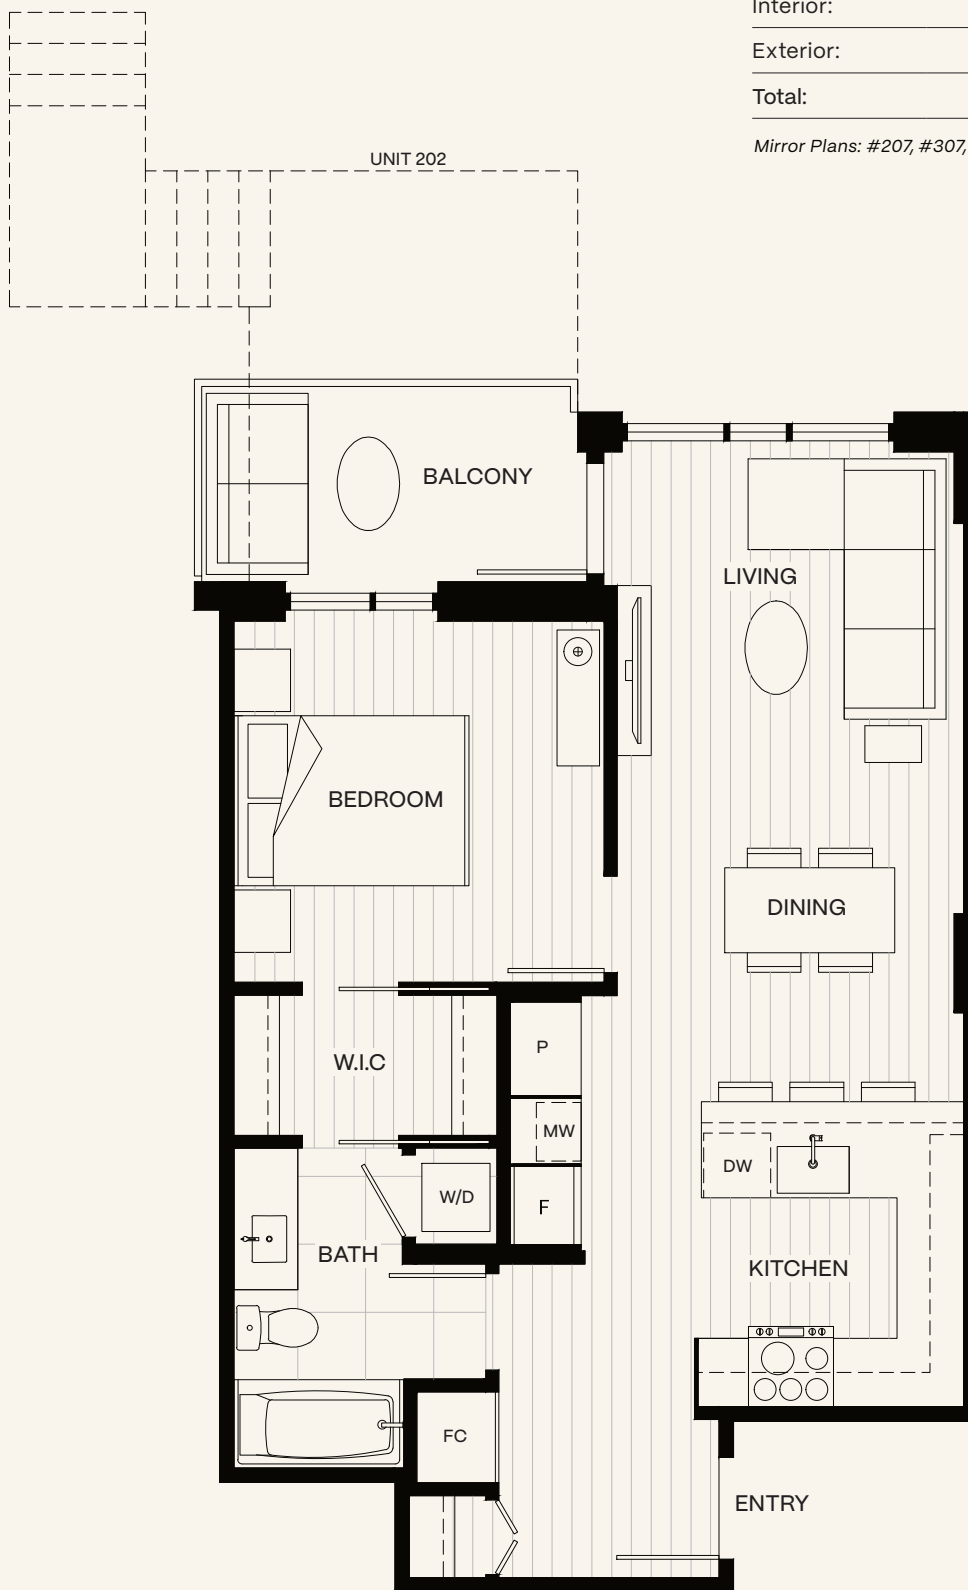 Interior:
Exterior:
Total:
Mirror Plans: #207, #307,
UNIT 202
BALCONY
LIVING
BEDROOM
DINING
P
W.I.C
MW
DW
W/D
F
BATH
KITCHEN
FC
ENTRY